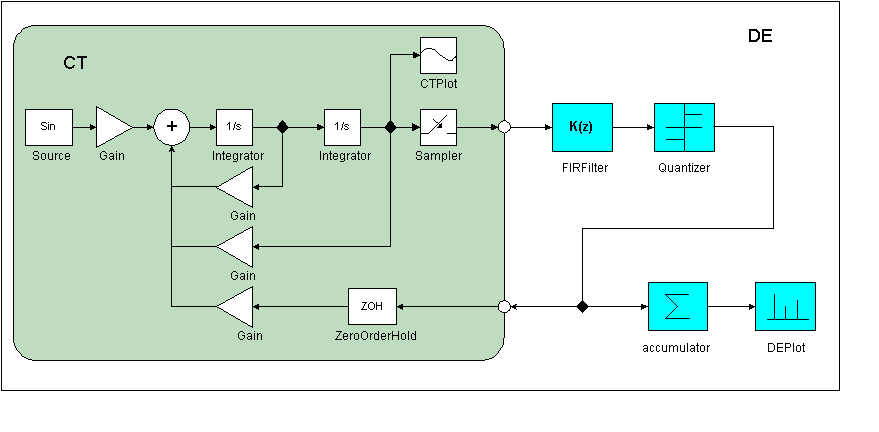 DE
CT
CTPlot
Sin
+
1/s
1/s
K(z)
Source
Gain
Integrator
Integrator
Sampler
FIRFilter
Quantizer
Gain
Gain
ZOH
Σ
Gain
ZeroOrderHold
accumulator
DEPlot